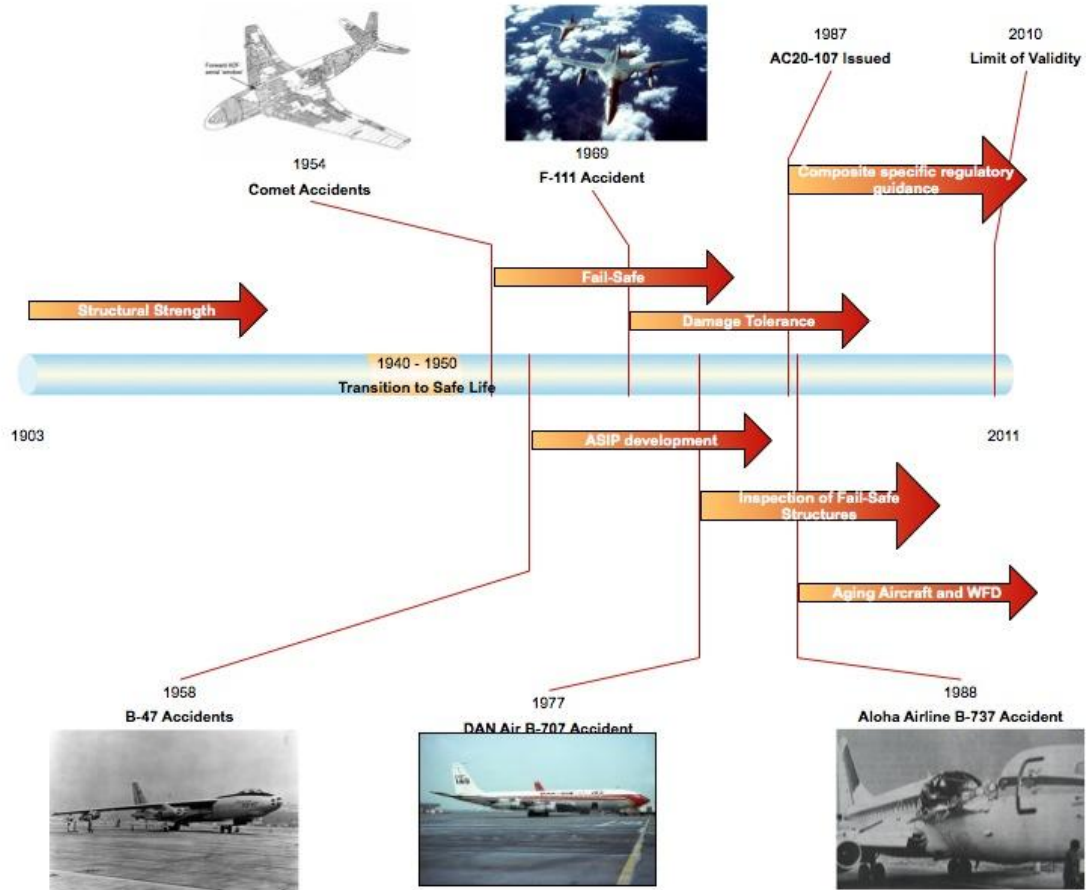 1987
AC20-107 Issued
2010
Limit of Validity
1954
Comet Accidents
1969
F-111 Accident
Composite specific regulatory
guidance
Fail-Safe
Structural Strength
Damage Tolerance
1940 - 1950
Transition to Safe Life
1903
2011
ASIP development
Inspection of Fail-Safe
Structures
Aging Aircraft and WFD
1958
B-47 Accidents
1977
DAN Air B-707 Accident
1988
Aloha Airline B-737 Accident